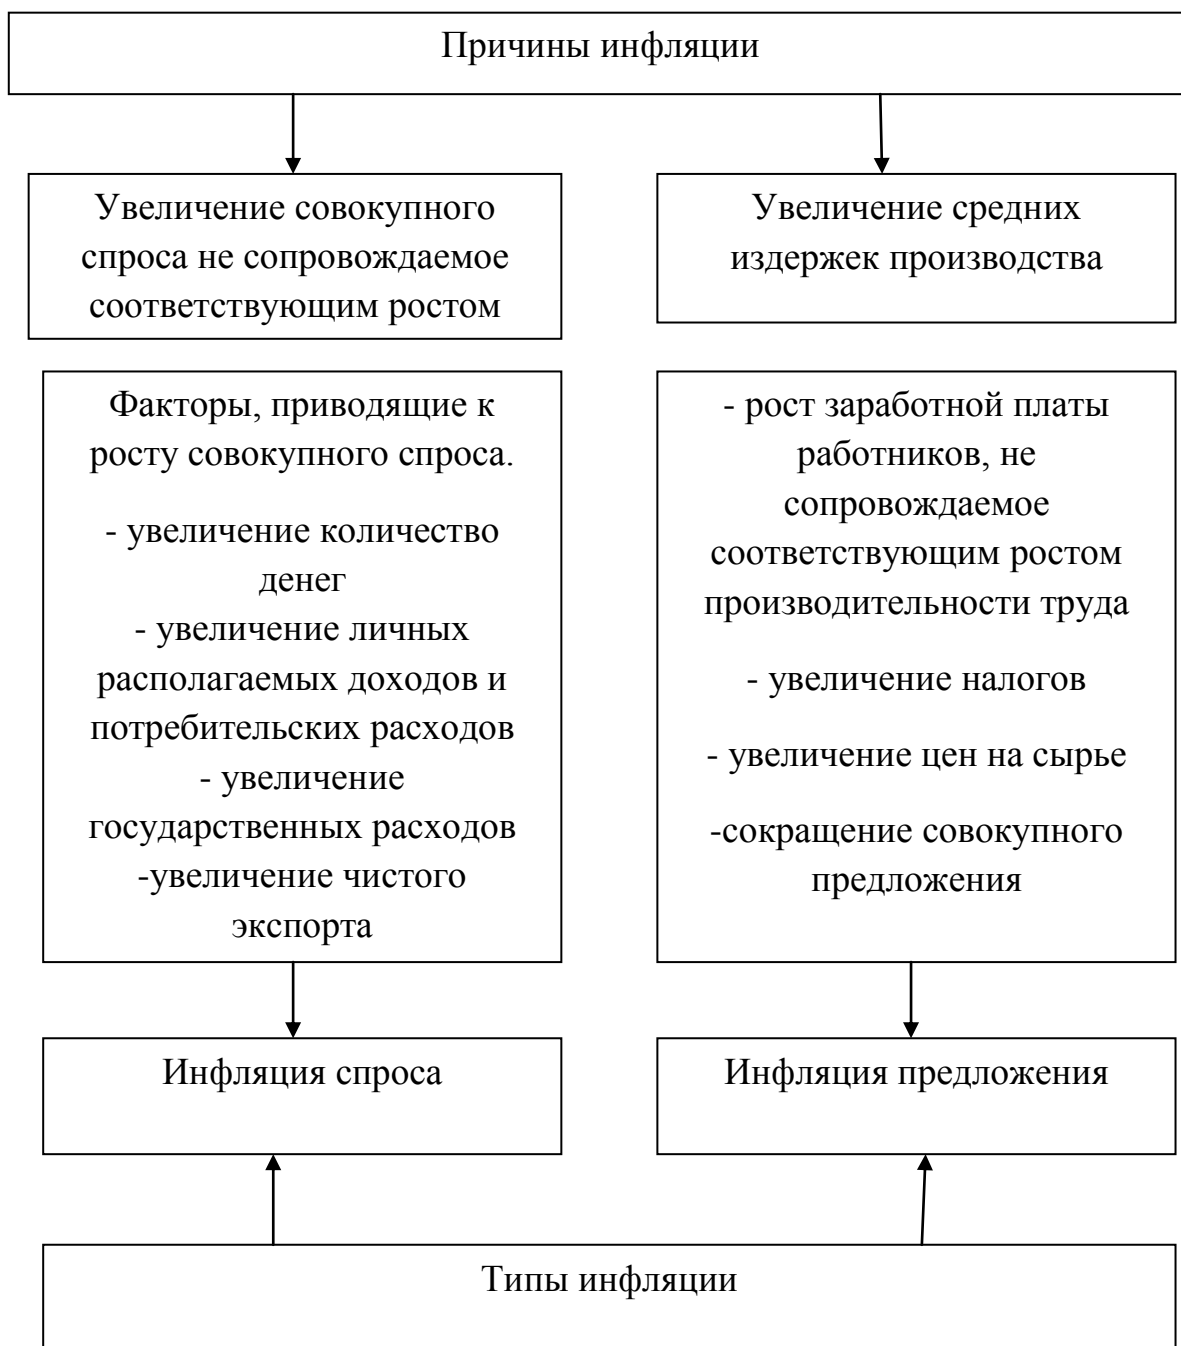 Причины инфляции
Увеличение совокупного
спроса не сопровождаемое
соответствующим ростом
Увеличение средних
издержек производства
Факторы, приводящие к
росту совокупного спроса.
- увеличение количество
денег
- увеличение личных
располагаемых доходов и
потребительских расходов
- увеличение
государственных расходов
-увеличение чистого
экспорта
- рост заработной платы
работников, не
сопровождаемое
соответствующим ростом
производительности труда
- увеличение налогов
- увеличение цен на сырье
-сокращение совокупного
предложения
Инфляция спроса
Инфляция предложения
Типы инфляции